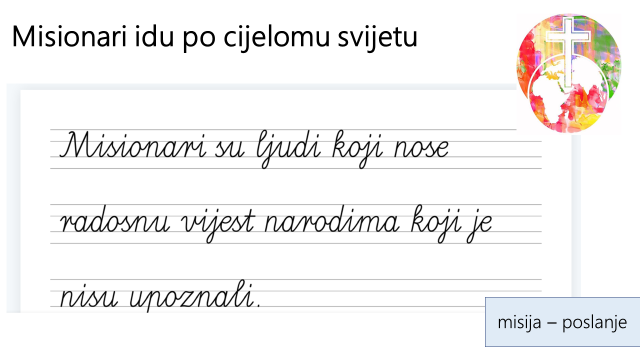 Misionari idu po cijelomu svijetu
Misionari su ljudi koji nose
radosnu vijest narodima koji je
nisu upoznali.
misija – poslanje